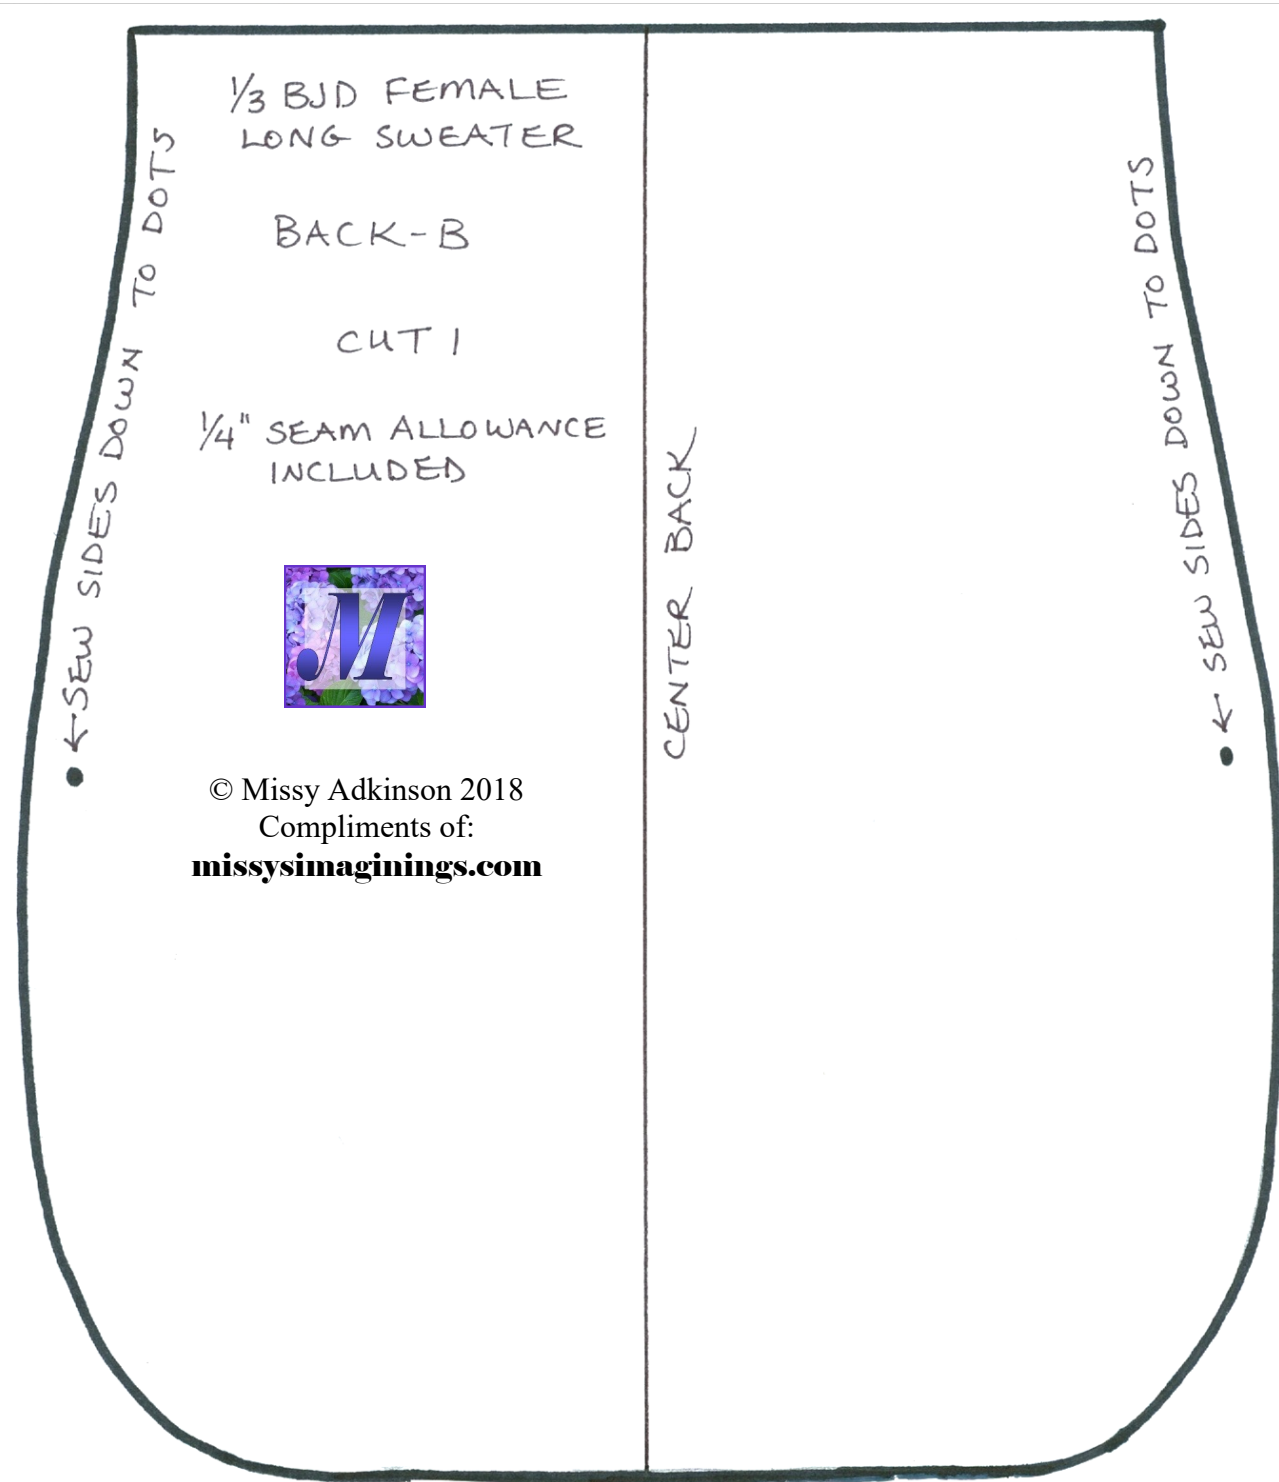 1/3 BJD FEMALE
LONG SWEATER
BACK-B
CUT 1
1/4" SEAM ALLOWANCE
INCLUDED
←SEW SIDES DOWN TO DOTS
CENTER BACK
← SEW SIDES DOWN TO DOTS
M
© Missy Adkinson 2018
Compliments of:
missysimaginings.com